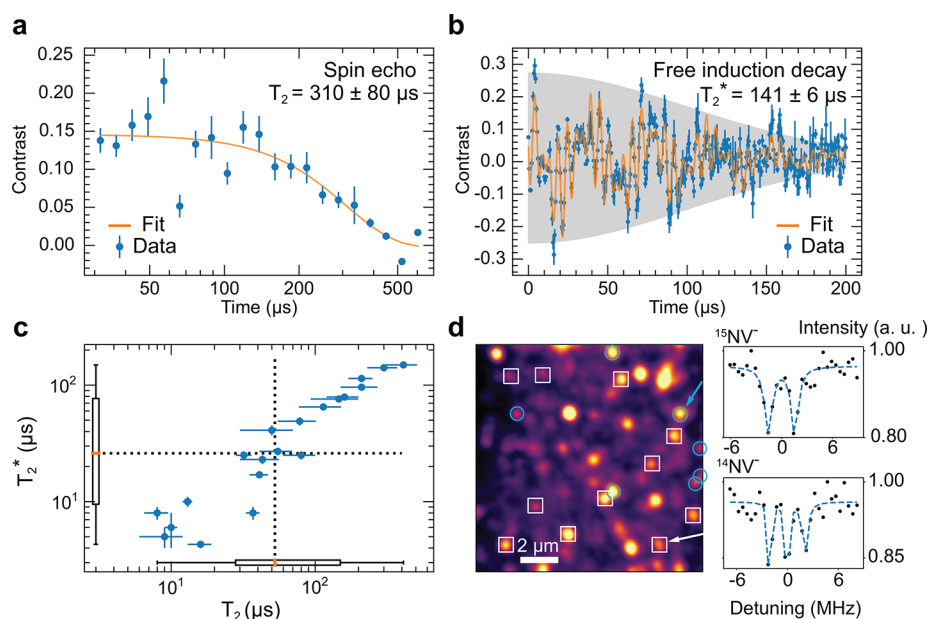 a
Spin echo
T₂ = 310 ± 80 µs
Contrast
0.25
0.20
0.15
0.10
0.05
0.00
Fit
Data
50
100
500
Time (µs)
b
Free induction decay
T₂* = 141 ± 6 µs
Contrast
0.3
0.2
0.1
0.0
-0.1
-0.2
-0.3
Fit
Data
0
50
100
150
200
Time (µs)
c
T₂* (µs)
10²
10¹
10¹
10²
T₂ (µs)
d
2 µm
¹⁵NV⁻
Intensity (a. u. )
1.00
0.80
-6
0
6
¹⁴NV⁻
1.00
0.85
-6
0
6
Detuning (MHz)